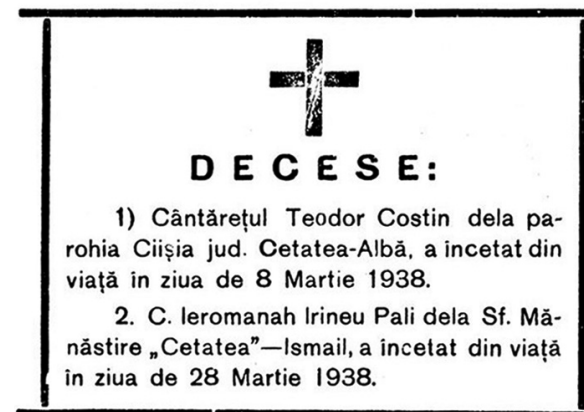 DECESE:
1) Cântărețul Teodor Costin dela pa-
rohia Ciișia jud. Cetatea-Albă, a incetat din
viață în ziua de 8 Martie 1938.
2. C. Ieromanah Irineu Pali dela Sf. Mă-
năstire „Cetatea”—Ismail, a încetat din viață
în ziua de 28 Martie 1938.